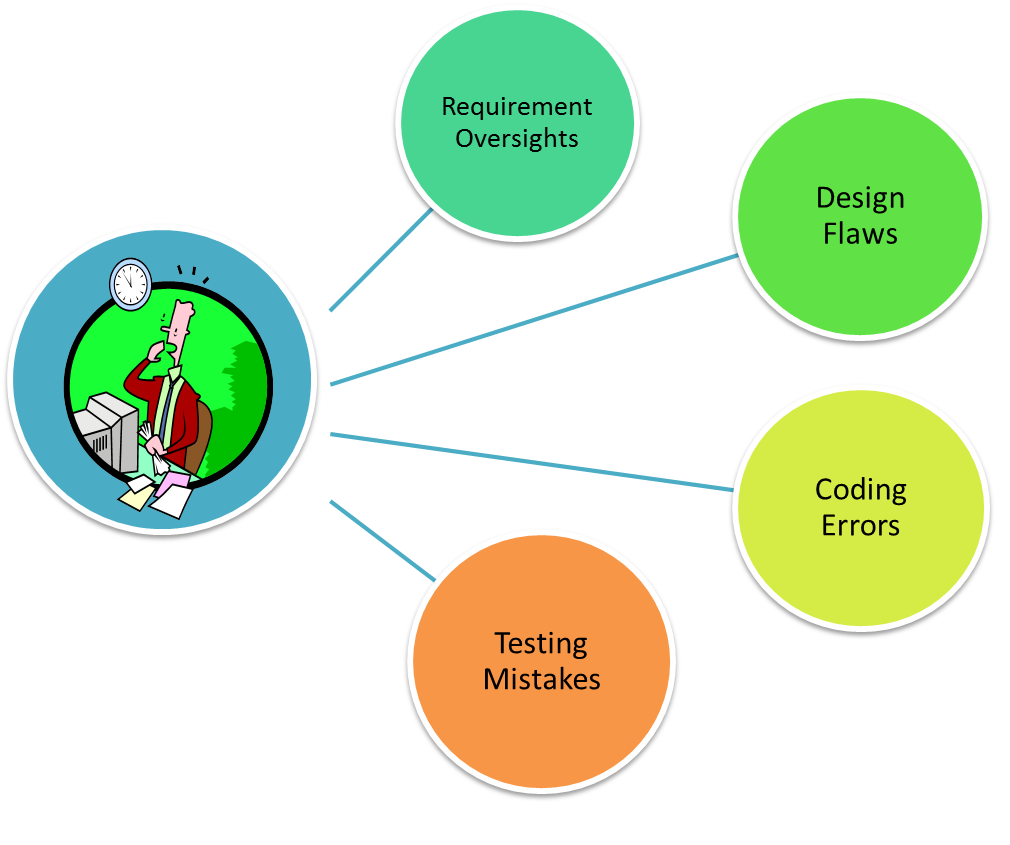 Requirement
Oversights
Design
Flaws
Coding
Errors
Testing
Mistakes